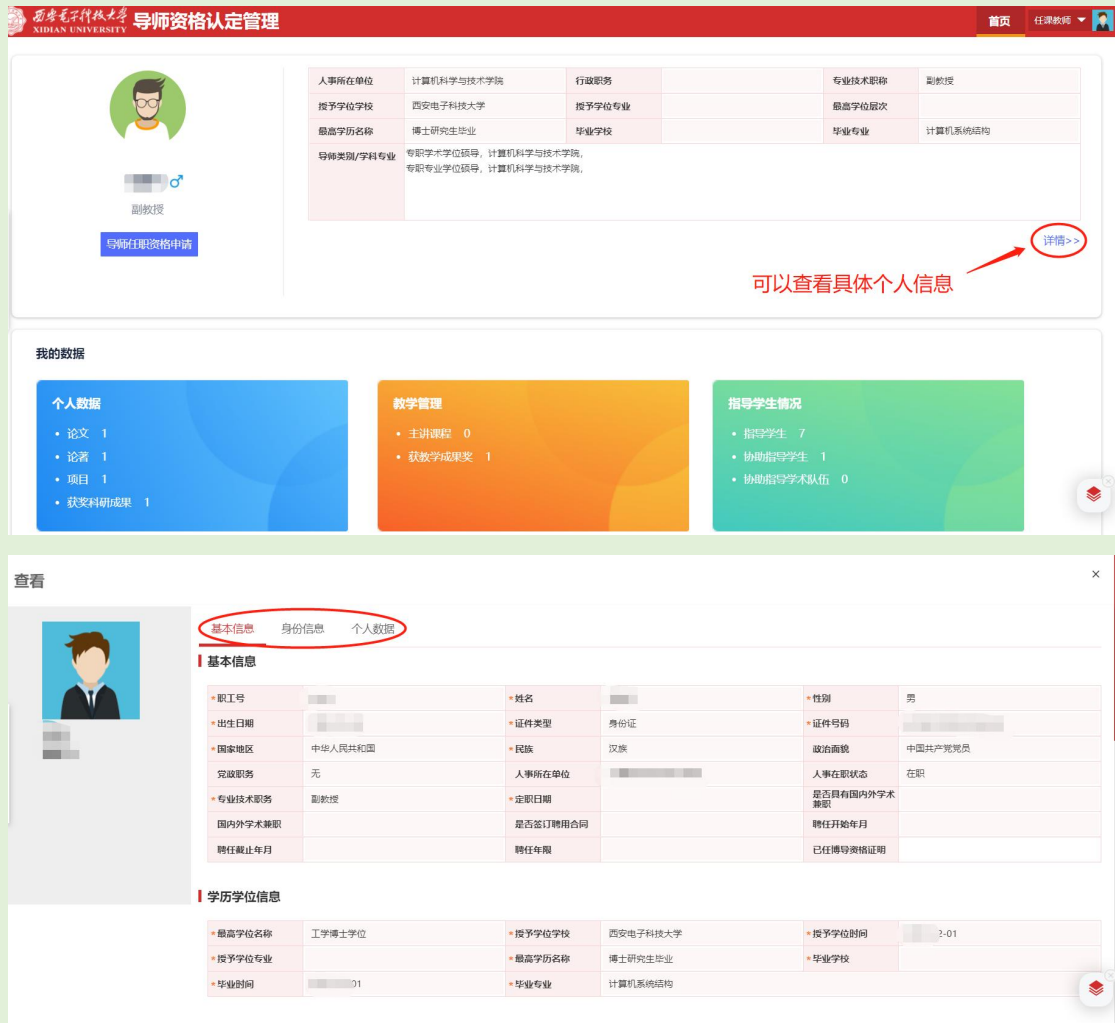 西安电子科技大学 导师资格认定管理 首页 任课教师
XIDIAN UNIVERSITY
人事所在单位 计算机科学与技术学院 行政职务 专业技术职称 副教授
授予学位学校 西安电子科技大学 授予学位专业 最高学位层次
最高学历名称 博士研究生毕业 毕业学校 毕业专业 计算机系统结构
导师类别/学科专业 专职学术学位硕导，计算机科学与技术学院，
专职专业学位硕导，计算机科学与技术学院，
♂
副教授
导师任职资格申请
详情>>
可以查看具体个人信息
我的数据
个人数据 教学管理 指导学生情况
• 论文 1 • 主讲课程 0 • 指导学生 7
• 论著 1 • 获教学成果奖 1 • 协助指导学生 1
• 项目 1 • 协助指导学术队伍 0
• 获奖科研成果 1
查看 ×
基本信息 身份信息 个人数据
基本信息
*职工号 *姓名 *性别 男
*出生日期 *证件类型 身份证 *证件号码
*国家地区 中华人民共和国 *民族 汉族 政治面貌 中国共产党党员
党政职务 无 人事所在单位 人事在职状态 在职
*专业技术职务 副教授 *定职日期 是否具有国内外学术
兼职
国内外学术兼职 是否签订聘用合同 聘任开始年月
聘任截止年月 聘任年限 已任博导资格证明
学历学位信息
*最高学位名称 工学博士学位 *授予学位学校 西安电子科技大学 *授予学位时间 2-01
*授予学位专业 *最高学历名称 博士研究生毕业 *毕业学校
*毕业时间 01 *毕业专业 计算机系统结构